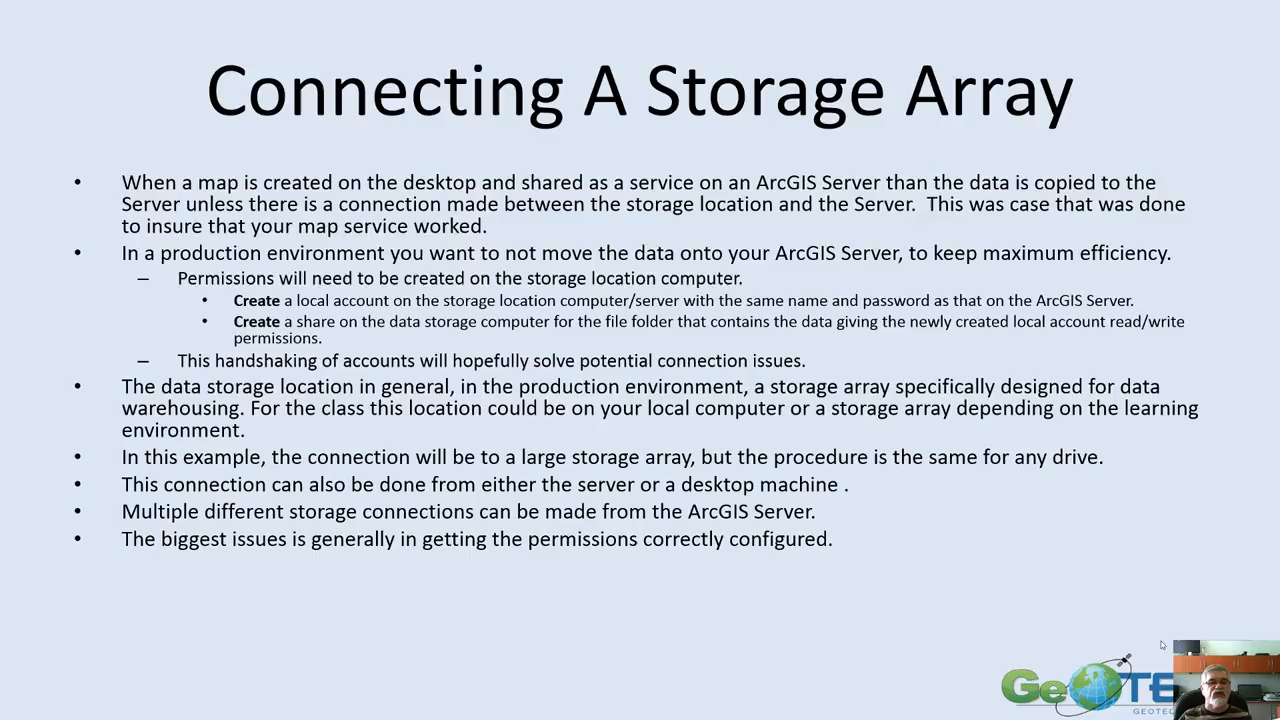 Connecting A Storage Array
• When a map is created on the desktop and shared as a service on an ArcGIS Server than the data is copied to the
Server unless there is a connection made between the storage location and the Server.  This was case that was done
to insure that your map service worked.
• In a production environment you want to not move the data onto your ArcGIS Server, to keep maximum efficiency.
– Permissions will need to be created on the storage location computer.
• Create a local account on the storage location computer/server with the same name and password as that on the ArcGIS Server.
• Create a share on the data storage computer for the file folder that contains the data giving the newly created local account read/write
permissions.
– This handshaking of accounts will hopefully solve potential connection issues.
• The data storage location in general, in the production environment, a storage array specifically designed for data
warehousing. For the class this location could be on your local computer or a storage array depending on the learning
environment.
• In this example, the connection will be to a large storage array, but the procedure is the same for any drive.
• This connection can also be done from either the server or a desktop machine .
• Multiple different storage connections can be made from the ArcGIS Server.
• The biggest issues is generally in getting the permissions correctly configured.
GeoTE
GEOTEC